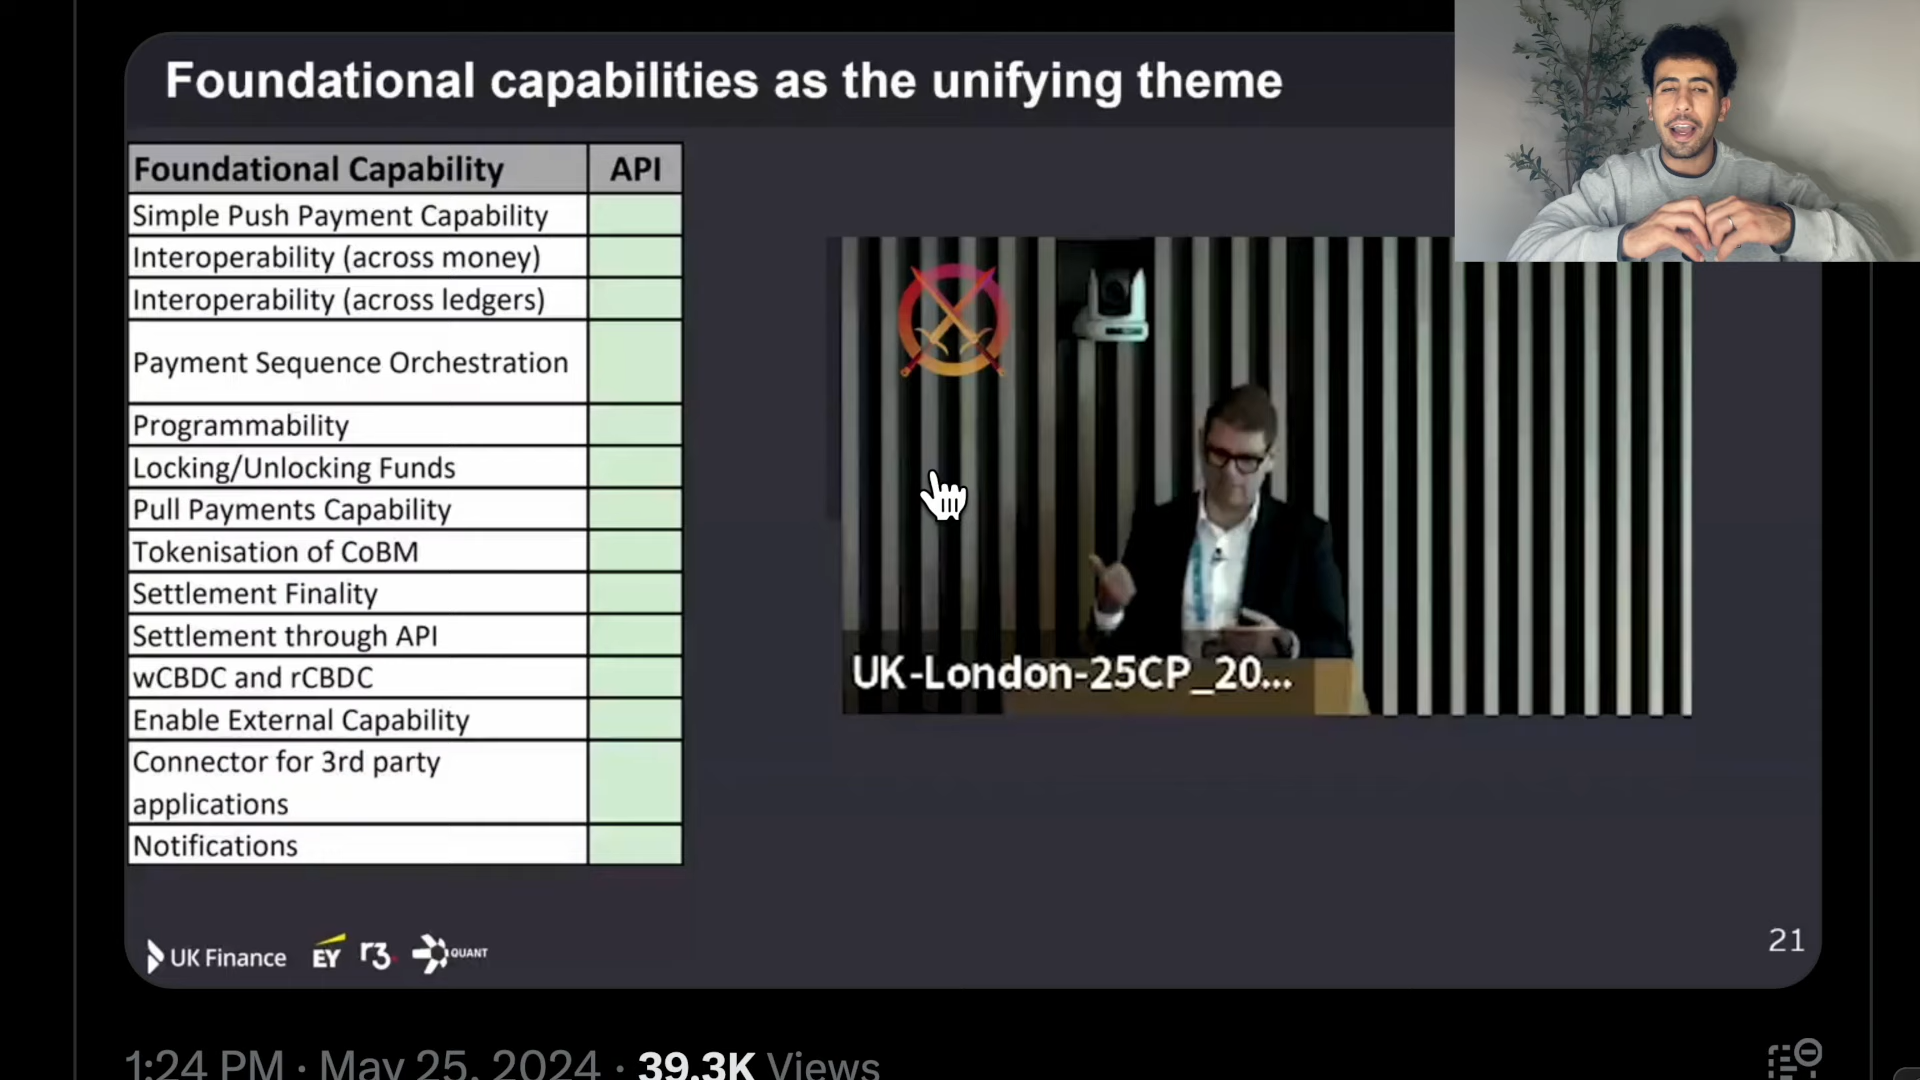 Foundational capabilities as the unifying theme
Foundational Capability API
Simple Push Payment Capability
Interoperability (across money)
Interoperability (across ledgers)
Payment Sequence Orchestration
Programmability
Locking/Unlocking Funds
Pull Payments Capability
Tokenisation of CoBM
Settlement Finality
Settlement through API
wCBDC and rCBDC
Enable External Capability
Connector for 3rd party
applications
Notifications
UK-London-25CP_20...
UK Finance EY r3. QUANT
21
1:24 PM · May 25, 2024 · 39.3K Views